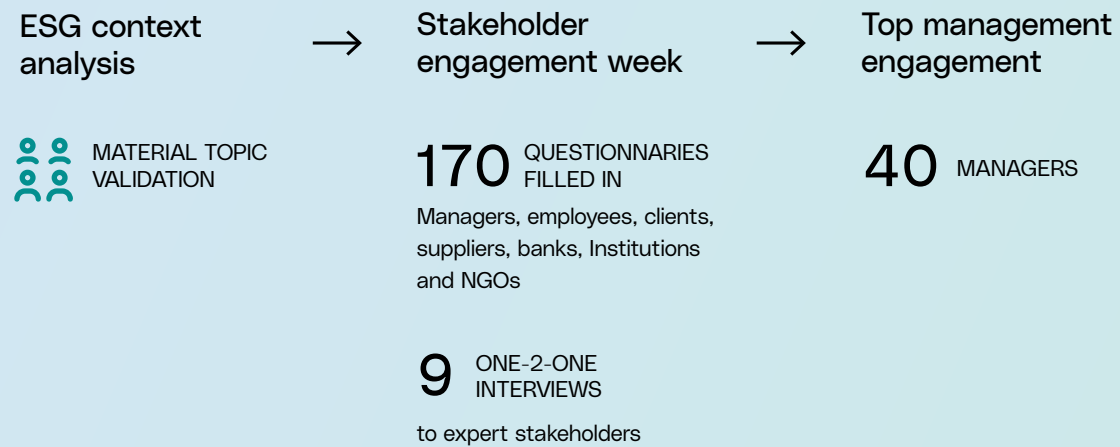 ESG context
analysis
Stakeholder
engagement week
Top management
engagement
MATERIAL TOPIC
VALIDATION
170 QUESTIONNARIES
FILLED IN
Managers, employees, clients,
suppliers, banks, Institutions
and NGOs
9 ONE-2-ONE
INTERVIEWS
to expert stakeholders
40 MANAGERS